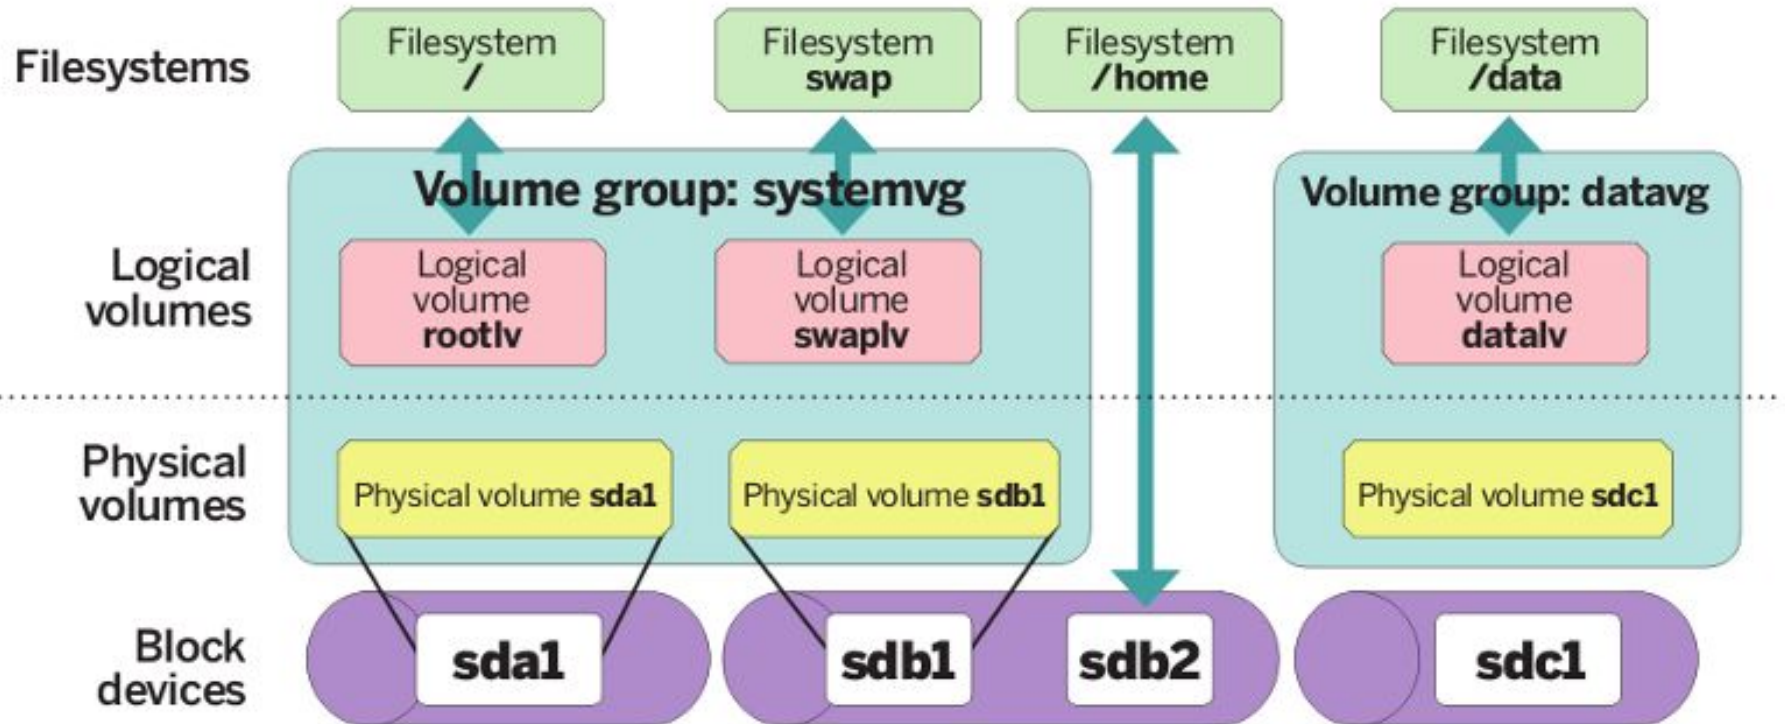 Filesystems
Filesystem
/
Filesystem
swap
Filesystem
/home
Filesystem
/data
Volume group: systemvg
Volume group: datavg
Logical
volumes
Logical
volume
rootlv
Logical
volume
swaplv
Logical
volume
datalv
Physical
volumes
Physical volume sda1
Physical volume sdb1
Physical volume sdc1
Block
devices
sda1
sdb1
sdb2
sdc1